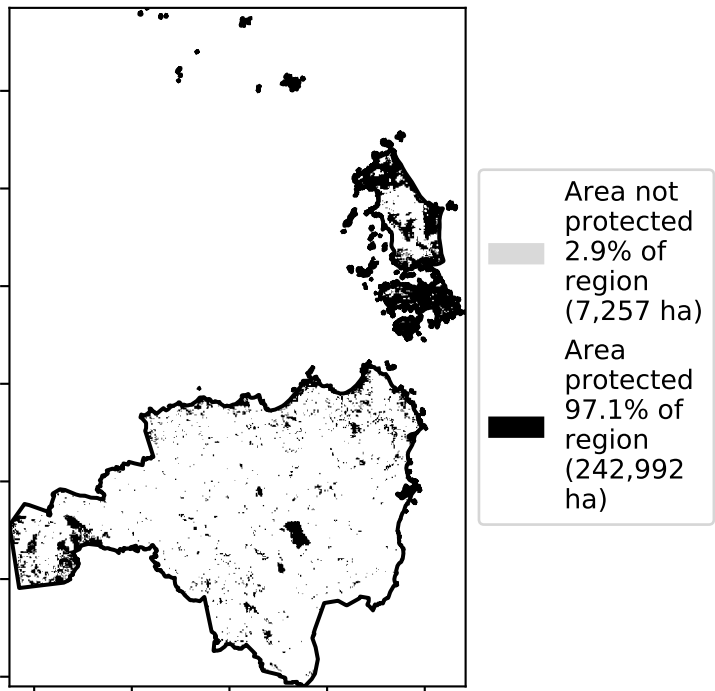 Area not
protected
2.9% of
region
(7,257 ha)
Area
protected
97.1% of
region
(242,992
ha)